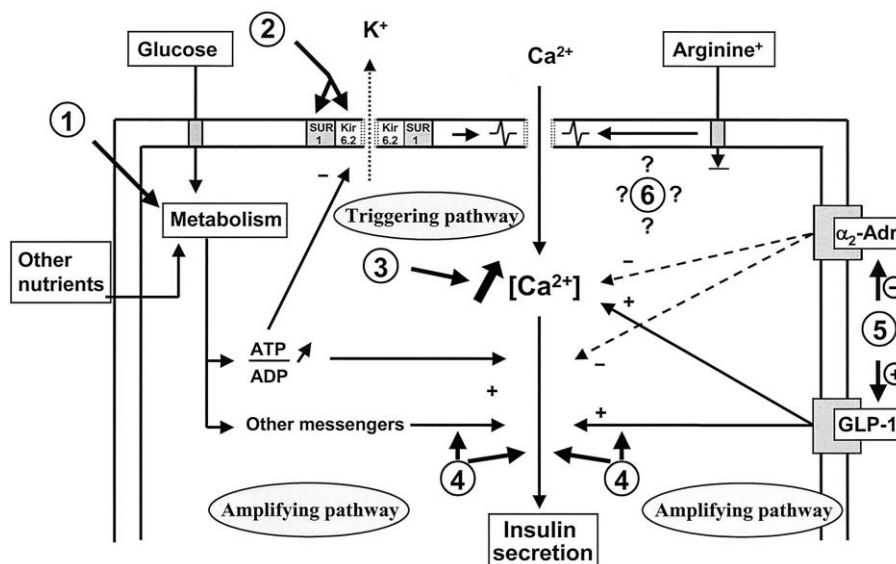 ②
K⁺
Glucose
Ca²⁺
Arginine⁺
①
SUR
1
Kir
6.2
Kir
6.2
SUR
1
–
?
? ⑥ ?
?
Metabolism
Triggering pathway
α₂-Adr
Other
nutrients
③
[Ca²⁺]
–
+
–
⑤
+
ATP
ADP
+
–
Other messengers
+
GLP-1
④
④
Amplifying pathway
Amplifying pathway
Insulin
secretion